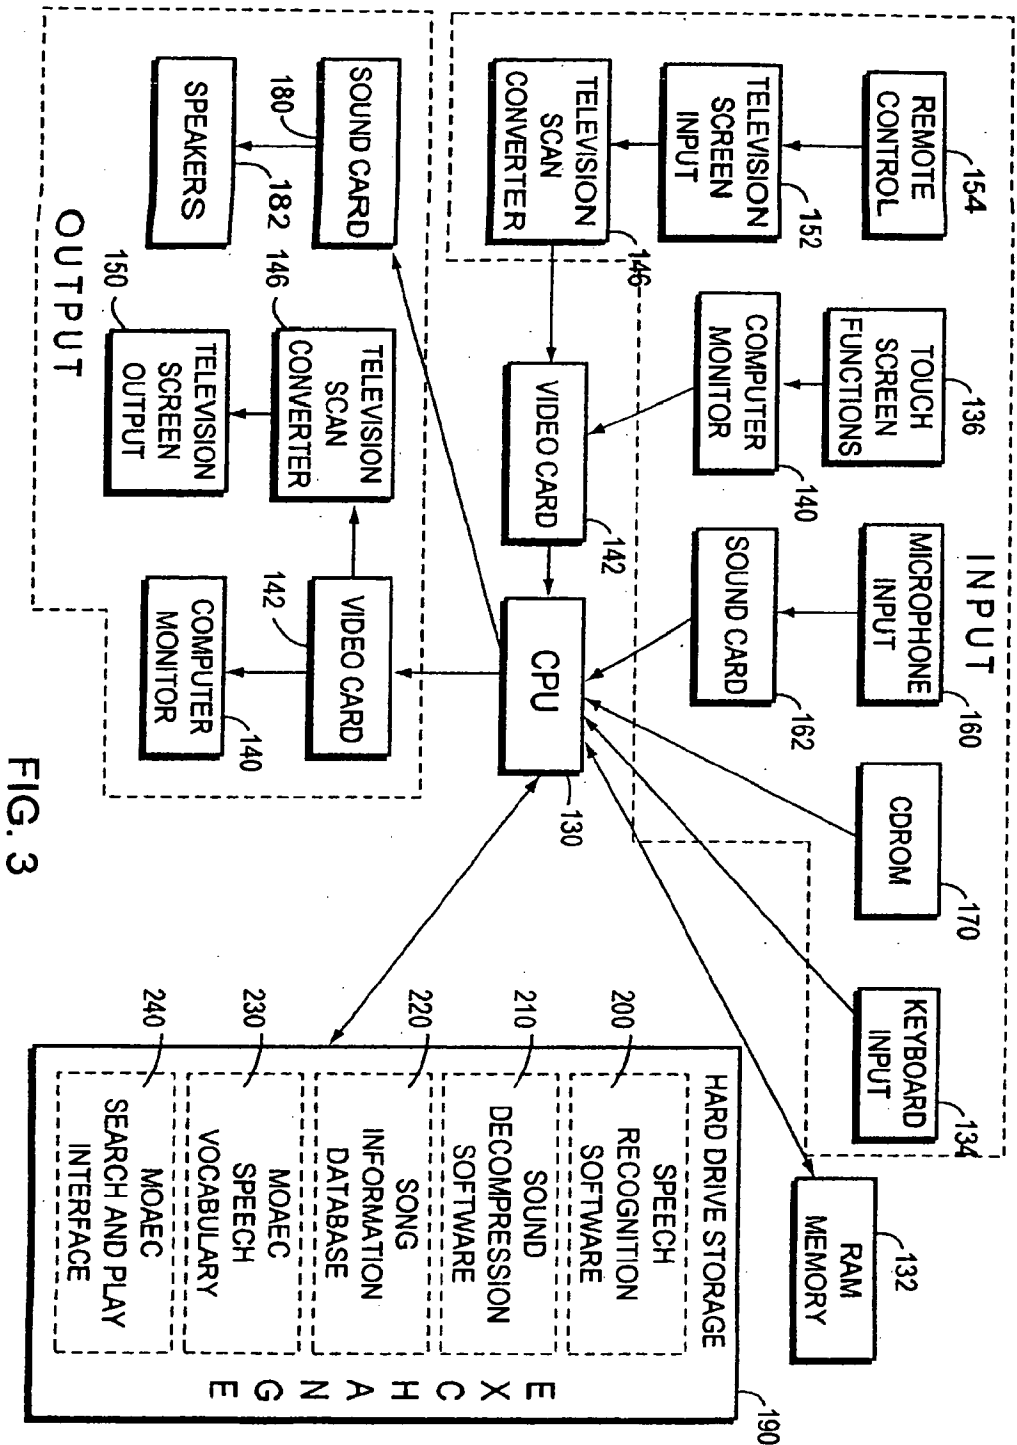 INPUT
REMOTE
CONTROL
154
TOUCH
SCREEN
FUNCTIONS
136
MICROPHONE
INPUT
160
CDROM
170
KEYBOARD
INPUT
134
TELEVISION
SCREEN
INPUT
152
COMPUTER
MONITOR
140
SOUND CARD
162
RAM
MEMORY
132
TELEVISION
SCAN
CONVERTER
146
VIDEO CARD
142
CPU
130
SOUND CARD
180
SPEAKERS
182
TELEVISION
SCAN
CONVERTER
146
TELEVISION
SCREEN
OUTPUT
150
VIDEO CARD
142
COMPUTER
MONITOR
140
OUTPUT
HARD DRIVE STORAGE
190
200
SPEECH
RECOGNITION
SOFTWARE
210
SOUND
DECOMPRESSION
SOFTWARE
220
SONG
INFORMATION
DATABASE
230
MOAEC
SPEECH
VOCABULARY
240
MOAEC
SEARCH AND PLAY
INTERFACE
E
X
C
H
A
N
G
E
FIG. 3